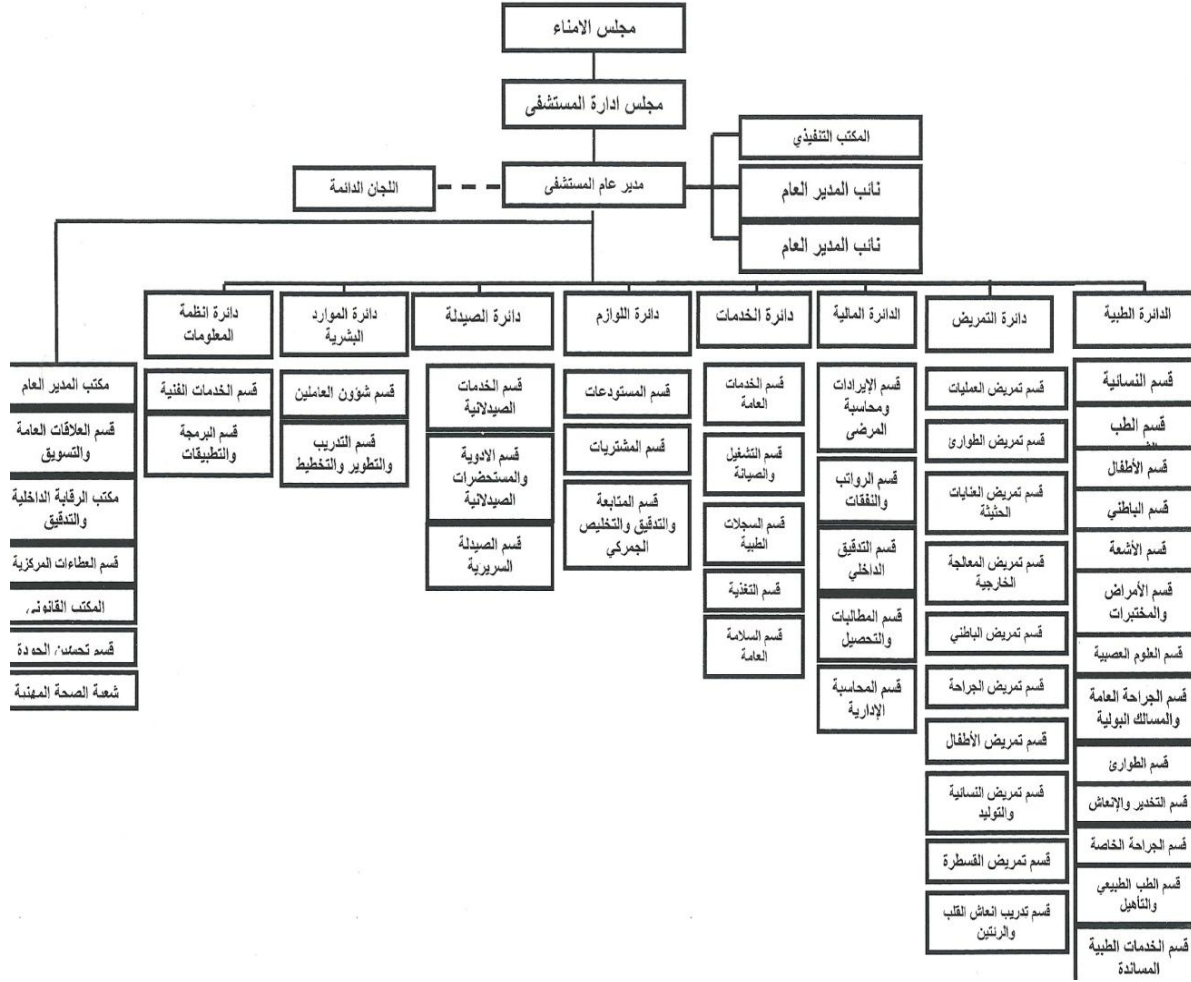 مجلس الامناء
مجلس ادارة المستشفى
المكتب التنفيذي
مدير عام المستشفى
اللجان الدائمة
نائب المدير العام
نائب المدير العام
الدائرة الطبية
قسم النسائية
قسم الطب
قسم الأطفال
قسم الباطني
قسم الأشعة
قسم الأمراض
والمختبرات
قسم العلوم العصبية
قسم الجراحة العامة
والمسالك البولية
قسم الطوارئ
قسم التخدير والإنعاش
قسم الجراحة الخاصة
قسم الطب الطبيعي
والتأهيل
قسم الخدمات الطبية
المساندة
دائرة التمريض
قسم تمريض العمليات
قسم تمريض الطوارئ
قسم تمريض العنايات
الحثيثة
قسم تمريض المعالجة
الخارجية
قسم تمريض الباطني
قسم تمريض الجراحة
قسم تمريض الأطفال
قسم تمريض النسائية
والتوليد
قسم تمريض القسطرة
قسم تدريب انعاش القلب
والرئتين
الدائرة المالية
قسم الإيرادات
ومحاسبة
المرضى
قسم الرواتب
والنفقات
قسم التدقيق
الداخلي
قسم المطالبات
والتحصيل
قسم المحاسبة
الإدارية
دائرة الخدمات
قسم الخدمات
العامة
قسم التشغيل
والصيانة
قسم السجلات
الطبية
قسم التغذية
قسم السلامة
العامة
دائرة اللوازم
قسم المستودعات
قسم المشتريات
قسم المتابعة
والتدقيق والتخليص
الجمركي
دائرة الصيدلة
قسم الخدمات
الصيدلانية
قسم الادوية
والمستحضرات
الصيدلانية
قسم الصيدلة
السريرية
دائرة الموارد
البشرية
قسم شؤون العاملين
قسم التدريب
والتطوير والتخطيط
دائرة انظمة
المعلومات
قسم الخدمات الفنية
قسم البرمجة
والتطبيقات
مكتب المدير العام
قسم العلاقات العامة
والتسويق
مكتب الرقابة الداخلية
والتدقيق
قسم العطاءات المركزية
المكتب القانوني
قسم تحسين الجودة
شعبة الصحة المهنية